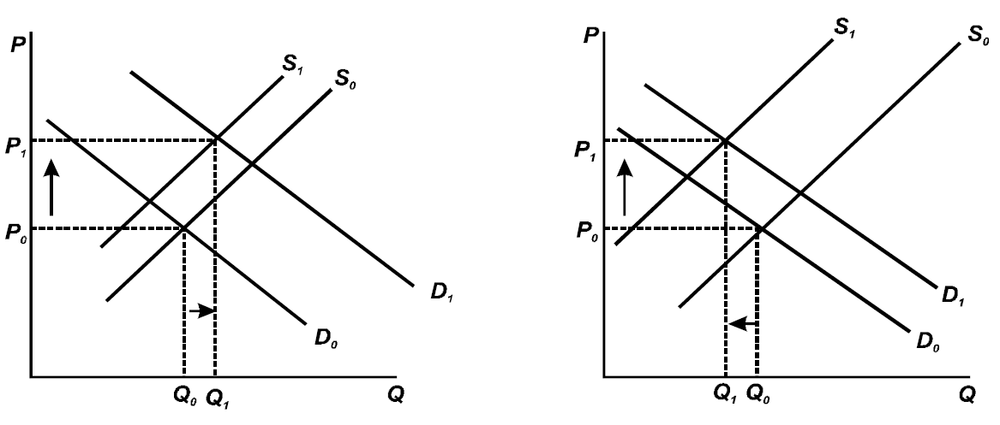 P
S₁
S₀
P₁
P₀
D₁
D₀
Q₀
Q₁
Q
P
S₁
S₀
P₁
P₀
D₁
D₀
Q₁
Q₀
Q